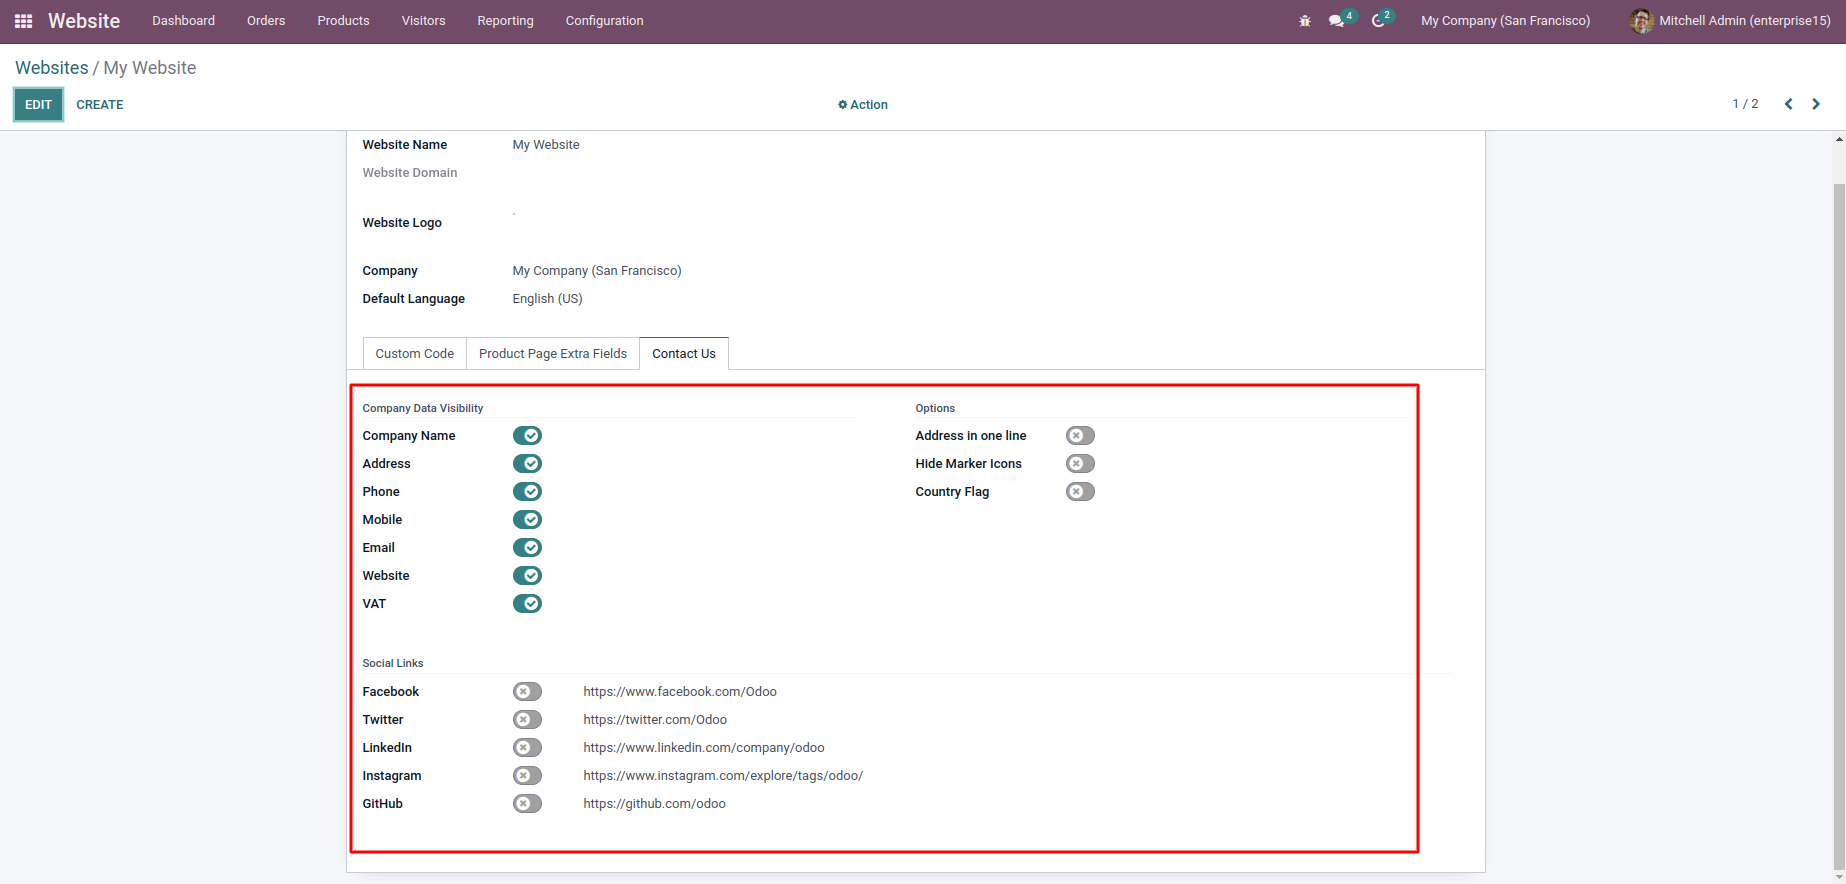 Website Dashboard Orders Products Visitors Reporting Configuration 4 2 My Company (San Francisco) Mitchell Admin (enterprise15)
Websites / My Website
EDIT CREATE Action 1 / 2
Website Name My Website
Website Domain
Website Logo
Company My Company (San Francisco)
Default Language English (US)
Custom Code Product Page Extra Fields Contact Us
Company Data Visibility Options
Company Name Address in one line
Address Hide Marker Icons
Phone Country Flag
Mobile
Email
Website
VAT
Social Links
Facebook https://www.facebook.com/Odoo
Twitter https://twitter.com/Odoo
LinkedIn https://www.linkedin.com/company/odoo
Instagram https://www.instagram.com/explore/tags/odoo/
GitHub https://github.com/odoo